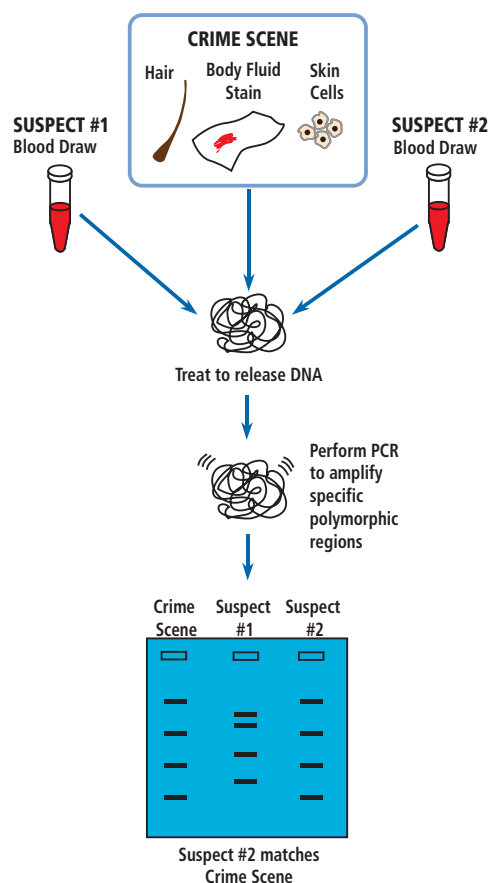 CRIME SCENE
Hair
Body Fluid
Stain
Skin
Cells
SUSPECT #1
Blood Draw
SUSPECT #2
Blood Draw
Treat to release DNA
Perform PCR
to amplify
specific
polymorphic
regions
Crime
Scene
Suspect
#1
Suspect
#2
Suspect #2 matches
Crime Scene